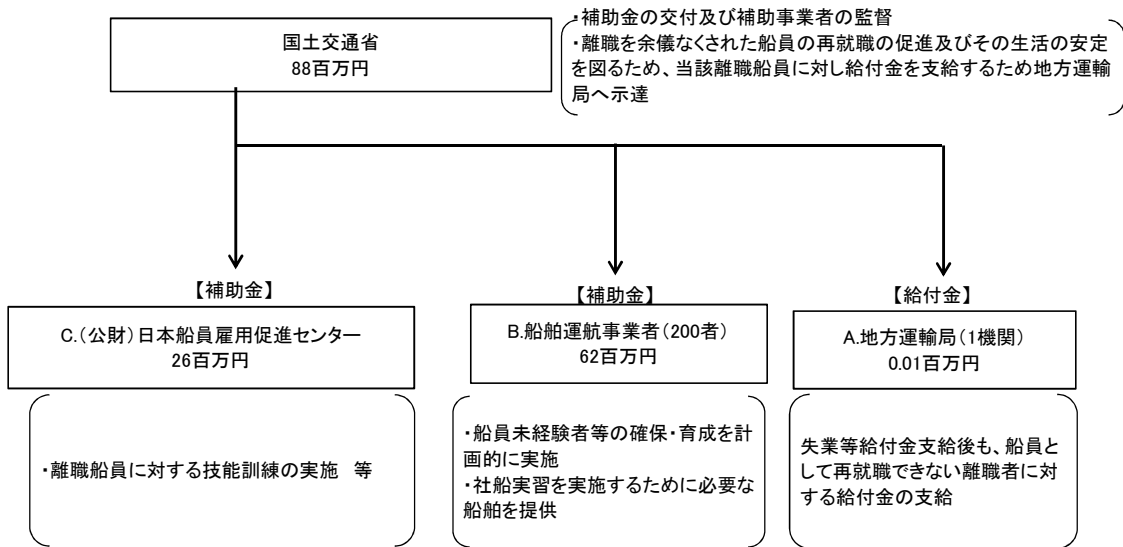 国土交通省
88百万円
・補助金の交付及び補助事業者の監督
・離職を余儀なくされた船員の再就職の促進及びその生活の安定
を図るため、当該離職船員に対し給付金を支給するため地方運輸
局へ示達
【補助金】
C.(公財)日本船員雇用促進センター
26百万円
・離職船員に対する技能訓練の実施 等
【補助金】
B.船舶運航事業者(200者)
62百万円
・船員未経験者等の確保・育成を計
画的に実施
・社船実習を実施するために必要な
船舶を提供
【給付金】
A.地方運輸局(1機関)
0.01百万円
失業等給付金支給後も、船員と
して再就職できない離職者に対
する給付金の支給